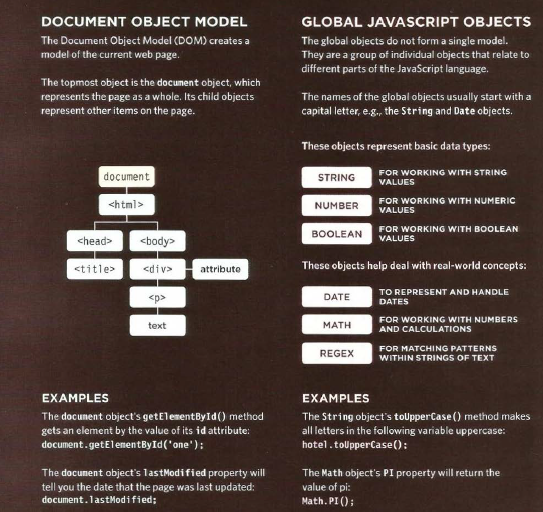 DOCUMENT OBJECT MODEL
The Document Object Model (DOM) creates a
model of the current web page.
The topmost object is the document object, which
represents the page as a whole. Its child objects
represent other items on the page.
document
<html>
<head> <body>
<title> <div> attribute
<p>
text
EXAMPLES
The document object's getElementById() method
gets an element by the value of its id attribute:
document.getElementById('one');
The document object's lastModified property will
tell you the date that the page was last updated:
document.lastModified;
GLOBAL JAVASCRIPT OBJECTS
The global objects do not form a single model.
They are a group of individual objects that relate to
different parts of the JavaScript language.
The names of the global objects usually start with a
capital letter, e.g., the String and Date objects.
These objects represent basic data types:
STRING FOR WORKING WITH STRING
VALUES
NUMBER FOR WORKING WITH NUMERIC
VALUES
BOOLEAN FOR WORKING WITH BOOLEAN
VALUES
These objects help deal with real-world concepts:
DATE TO REPRESENT AND HANDLE
DATES
MATH FOR WORKING WITH NUMBERS
AND CALCULATIONS
REGEX FOR MATCHING PATTERNS
WITHIN STRINGS OF TEXT
EXAMPLES
The String object's toUpperCase() method makes
all letters in the following variable uppercase:
hotel.toUpperCase();
The Math object's PI property will return the
value of pi:
Math.PI();